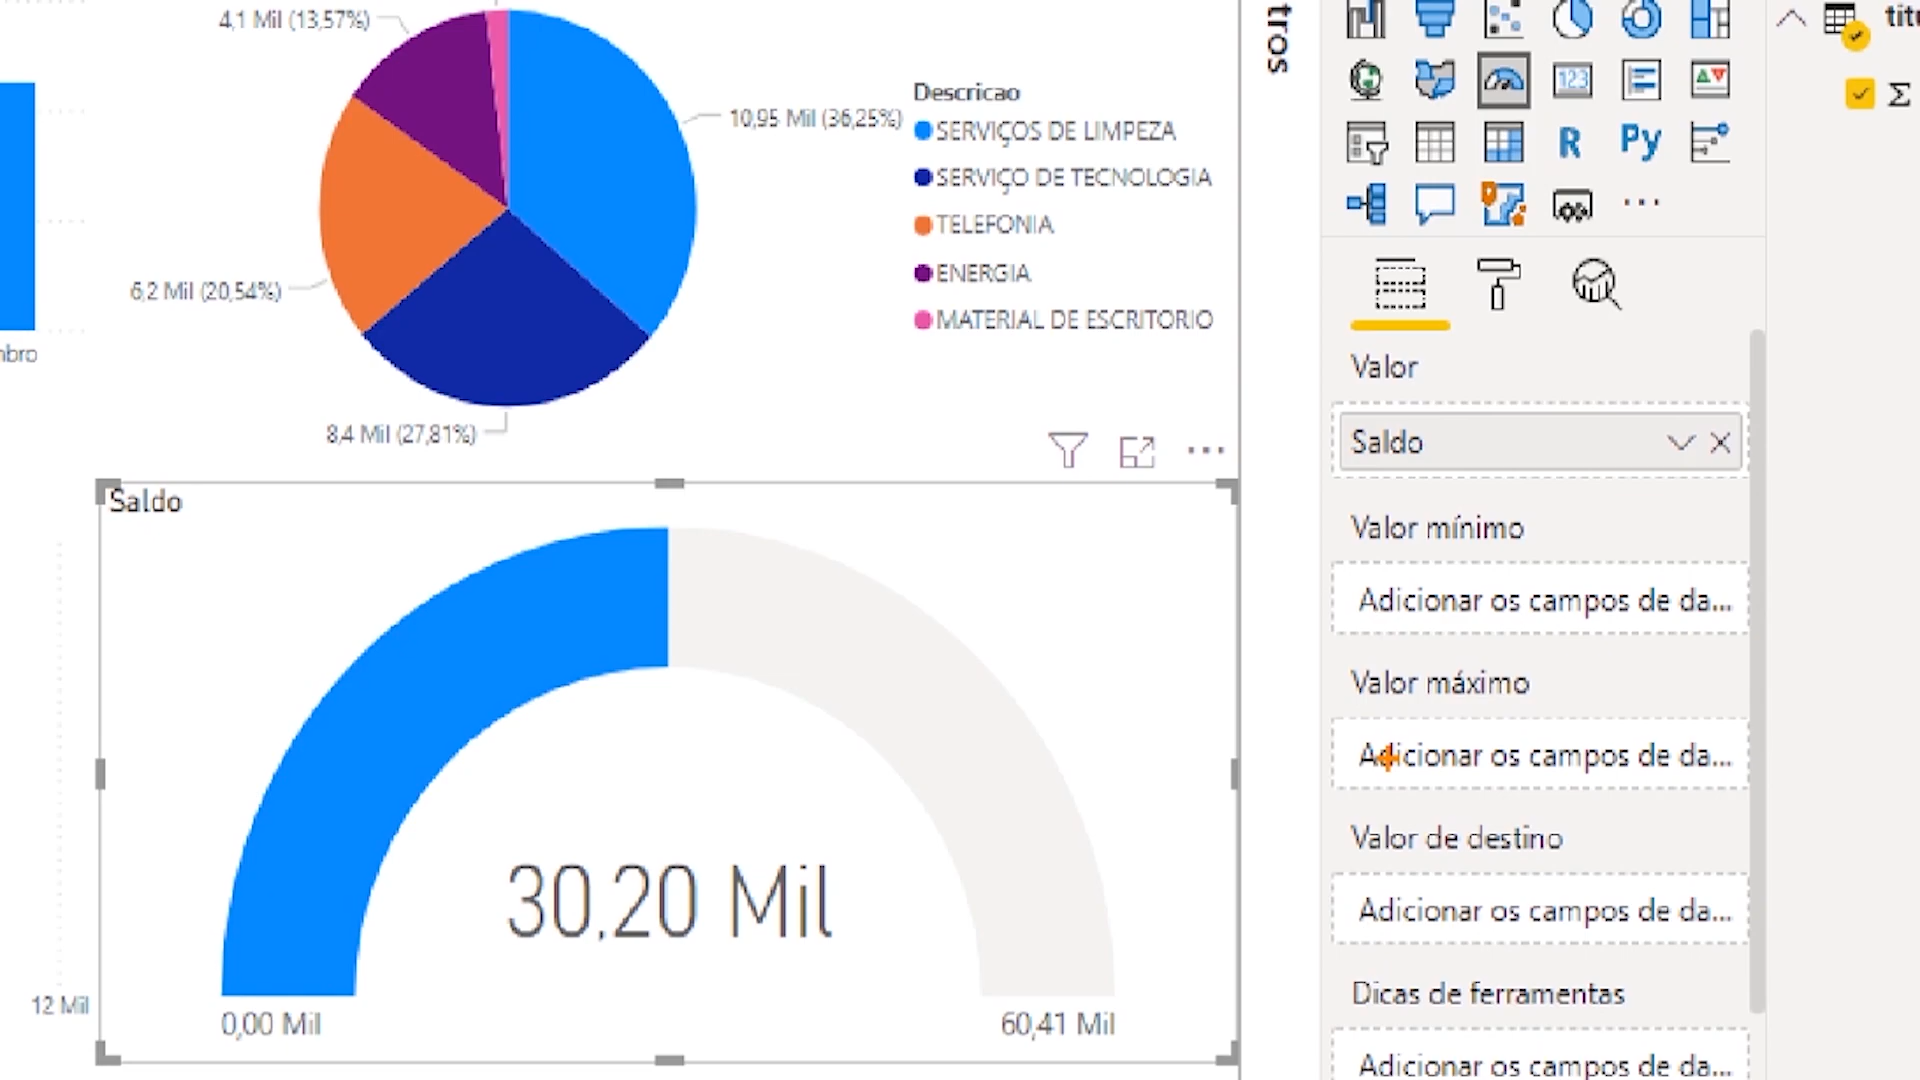 4,1 Mil (13,57%)
10,95 Mil (36,25%)
6,2 Mil (20,54%)
8,4 Mil (27,81%)
Descricao
SERVIÇOS DE LIMPEZA
SERVIÇO DE TECNOLOGIA
TELEFONIA
ENERGIA
MATERIAL DE ESCRITORIO
mbro
12 Mil
Saldo
30,20 Mil
0,00 Mil
60,41 Mil
tros
123
R
Py
Valor
Saldo
Valor mínimo
Adicionar os campos de da...
Valor máximo
Adicionar os campos de da...
Valor de destino
Adicionar os campos de da...
Dicas de ferramentas
Adicionar os campos de da...
titu
Σ